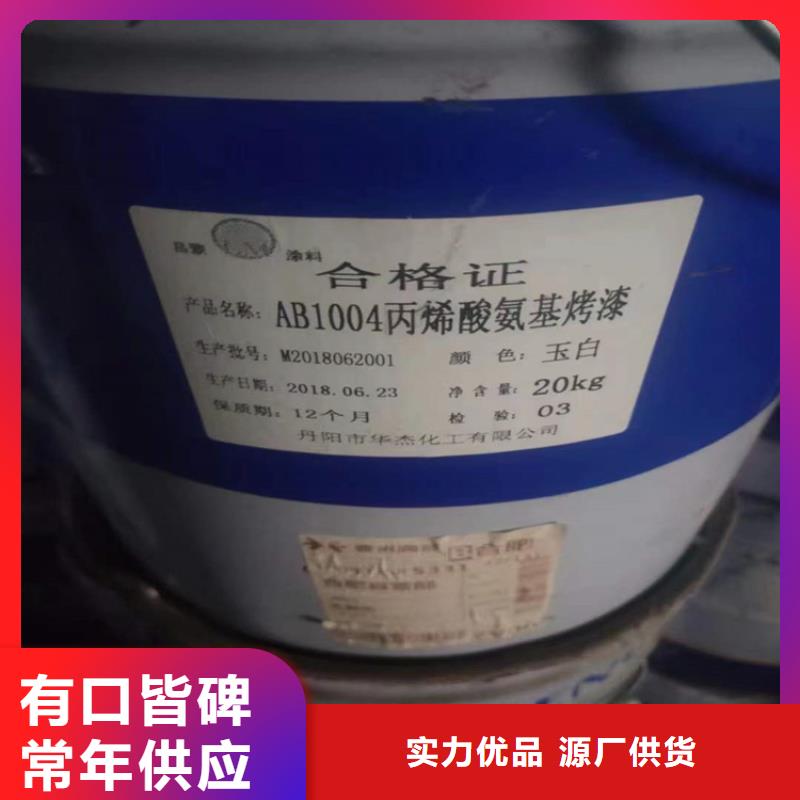 品赛 涂料
合格证
产品名称: AB1004丙烯酸氨基烤漆
生产批号: M2018062001 颜 色: 玉白
生产日期: 2018.06.23 净 含 量: 20kg
保质期: 12个月 检 验: 03
丹阳市华杰化工有限公司
有口皆碑
常年供应
实力优品 源厂供货